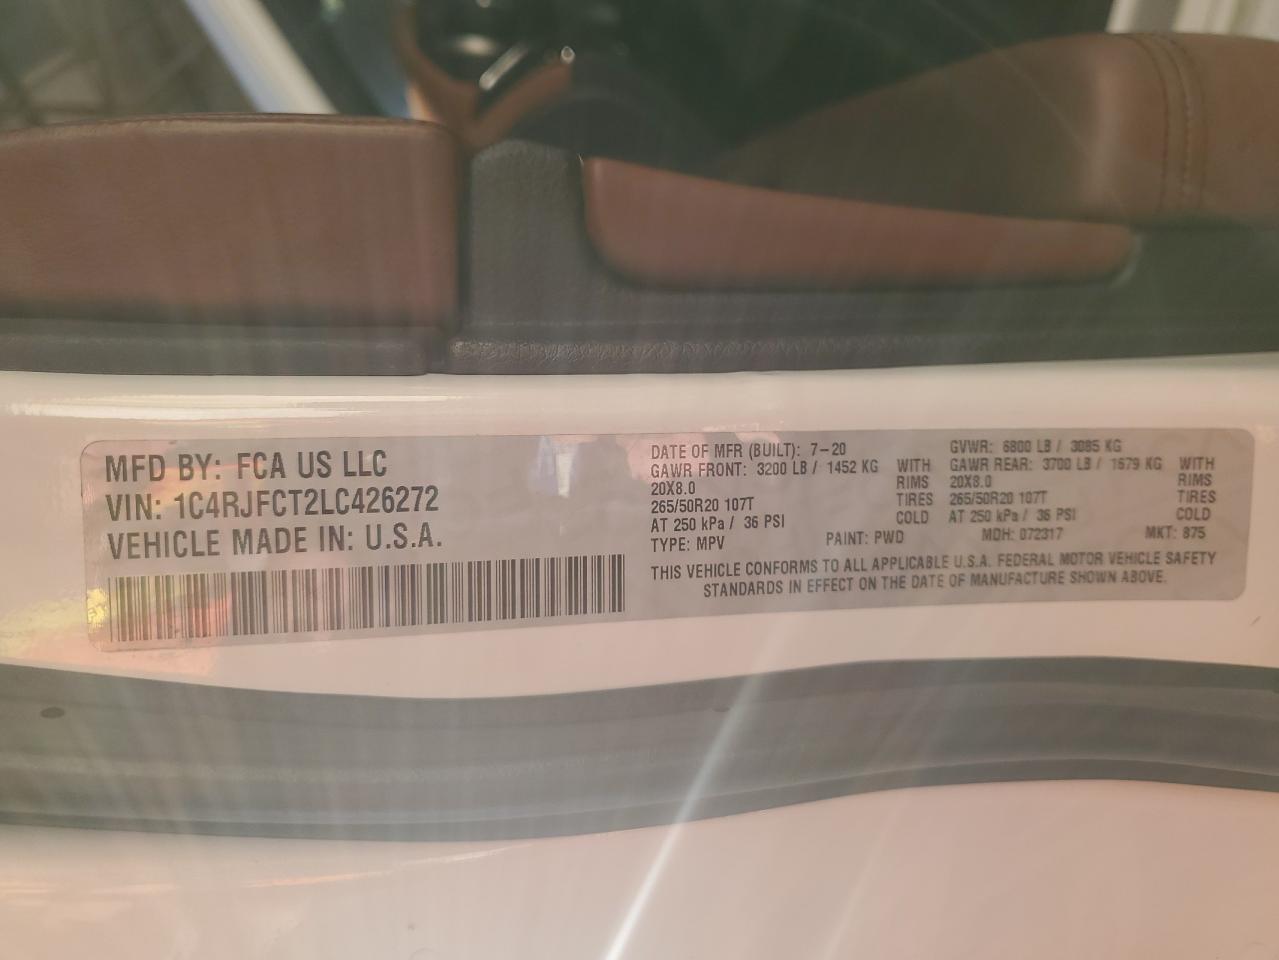 MFD BY: FCA US LLC
VIN: 1C4RJFCT2LC426272
VEHICLE MADE IN: U.S.A.
DATE OF MFR (BUILT): 7-20 GVWR: 6800 LB / 3085 KG
GAWR FRONT: 3200 LB / 1452 KG WITH GAWR REAR: 3700 LB / 1679 KG WITH
20X8.0 RIMS 20X8.0 RIMS
265/50R20 107T TIRES 265/50R20 107T TIRES
AT 250 kPa / 36 PSI COLD AT 250 kPa / 36 PSI COLD
TYPE: MPV PAINT: PWD MDH: 072317 MKT: 875
THIS VEHICLE CONFORMS TO ALL APPLICABLE U.S.A. FEDERAL MOTOR VEHICLE SAFETY
STANDARDS IN EFFECT ON THE DATE OF MANUFACTURE SHOWN ABOVE.